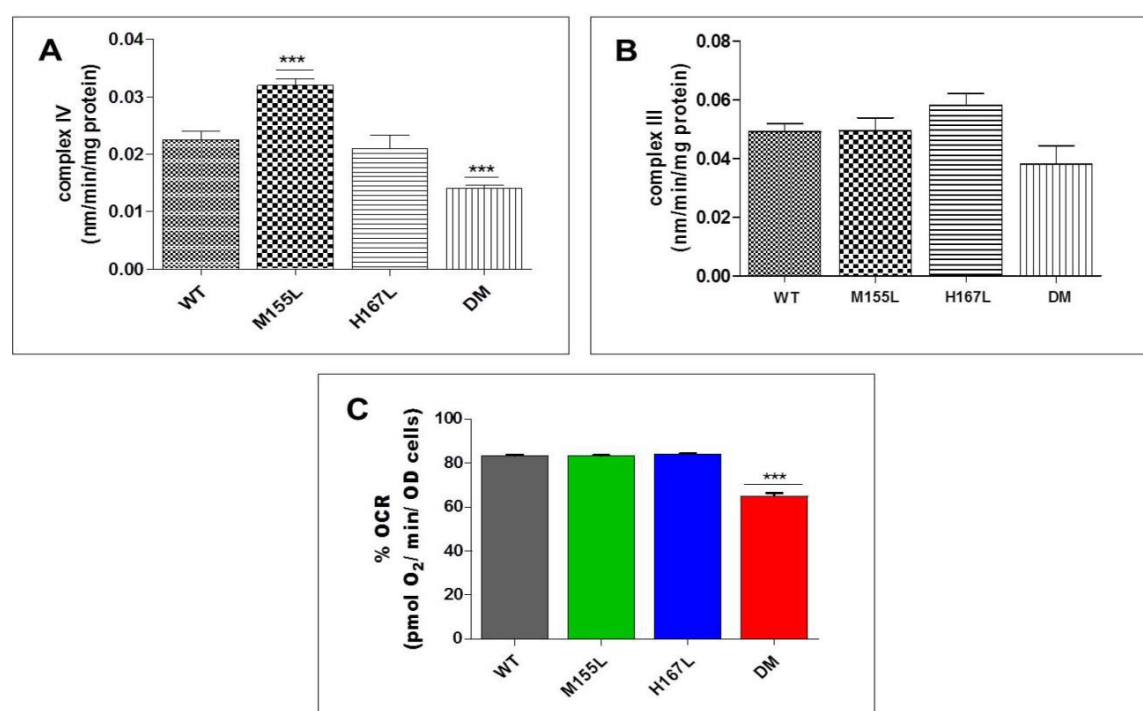 A
complex IV
(nm/min/mg protein)
0.04
0.03
0.02
0.01
0.00
***
***
WT
M155L
H167L
DM
B
complex III
(nm/min/mg protein)
0.08
0.06
0.04
0.02
0.00
WT
M155L
H167L
DM
C
% OCR
(pmol O₂/ min/ OD cells)
100
80
60
40
20
0
***
WT
M155L
H167L
DM